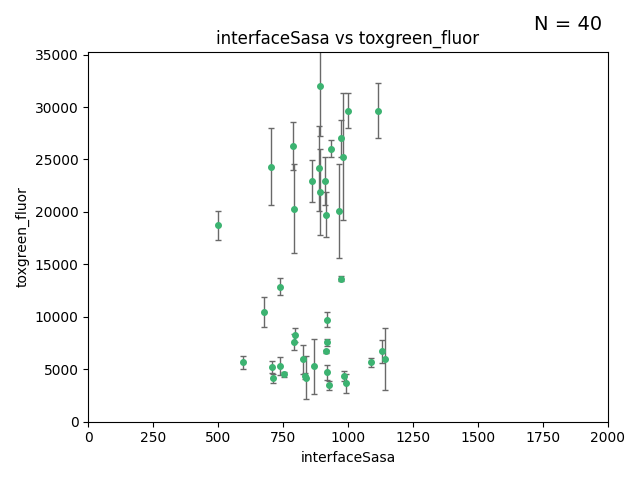 N = 40
interfaceSasa vs toxgreen_fluor
35000
30000
25000
20000
15000
10000
5000
0
toxgreen_fluor
0 250 500 750 1000 1250 1500 1750 2000
interfaceSasa